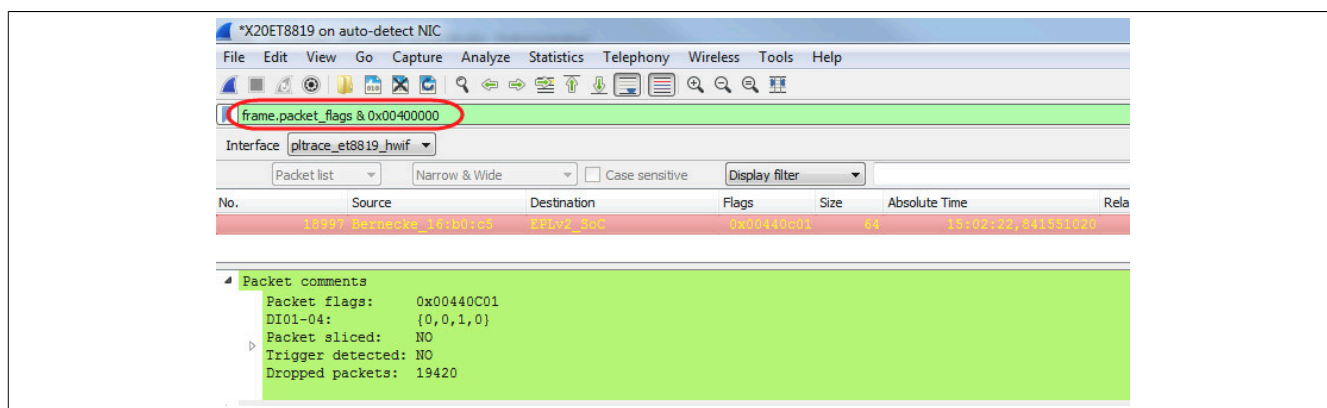 *X20ET8819 on auto-detect NIC
File Edit View Go Capture Analyze Statistics Telephony Wireless Tools Help
frame.packet_flags & 0x00400000
Interface pltrace_et8819_hwif
Packet list Narrow & Wide Case sensitive Display filter
No. Source Destination Flags Size Absolute Time Rela
18997 Bernecke_16:b0:c5 EPLv2_SoC 0x00440c01 64 15:02:22,841551020
Packet comments
Packet flags: 0x00440C01
DI01-04: {0,0,1,0}
Packet sliced: NO
Trigger detected: NO
Dropped packets: 19420